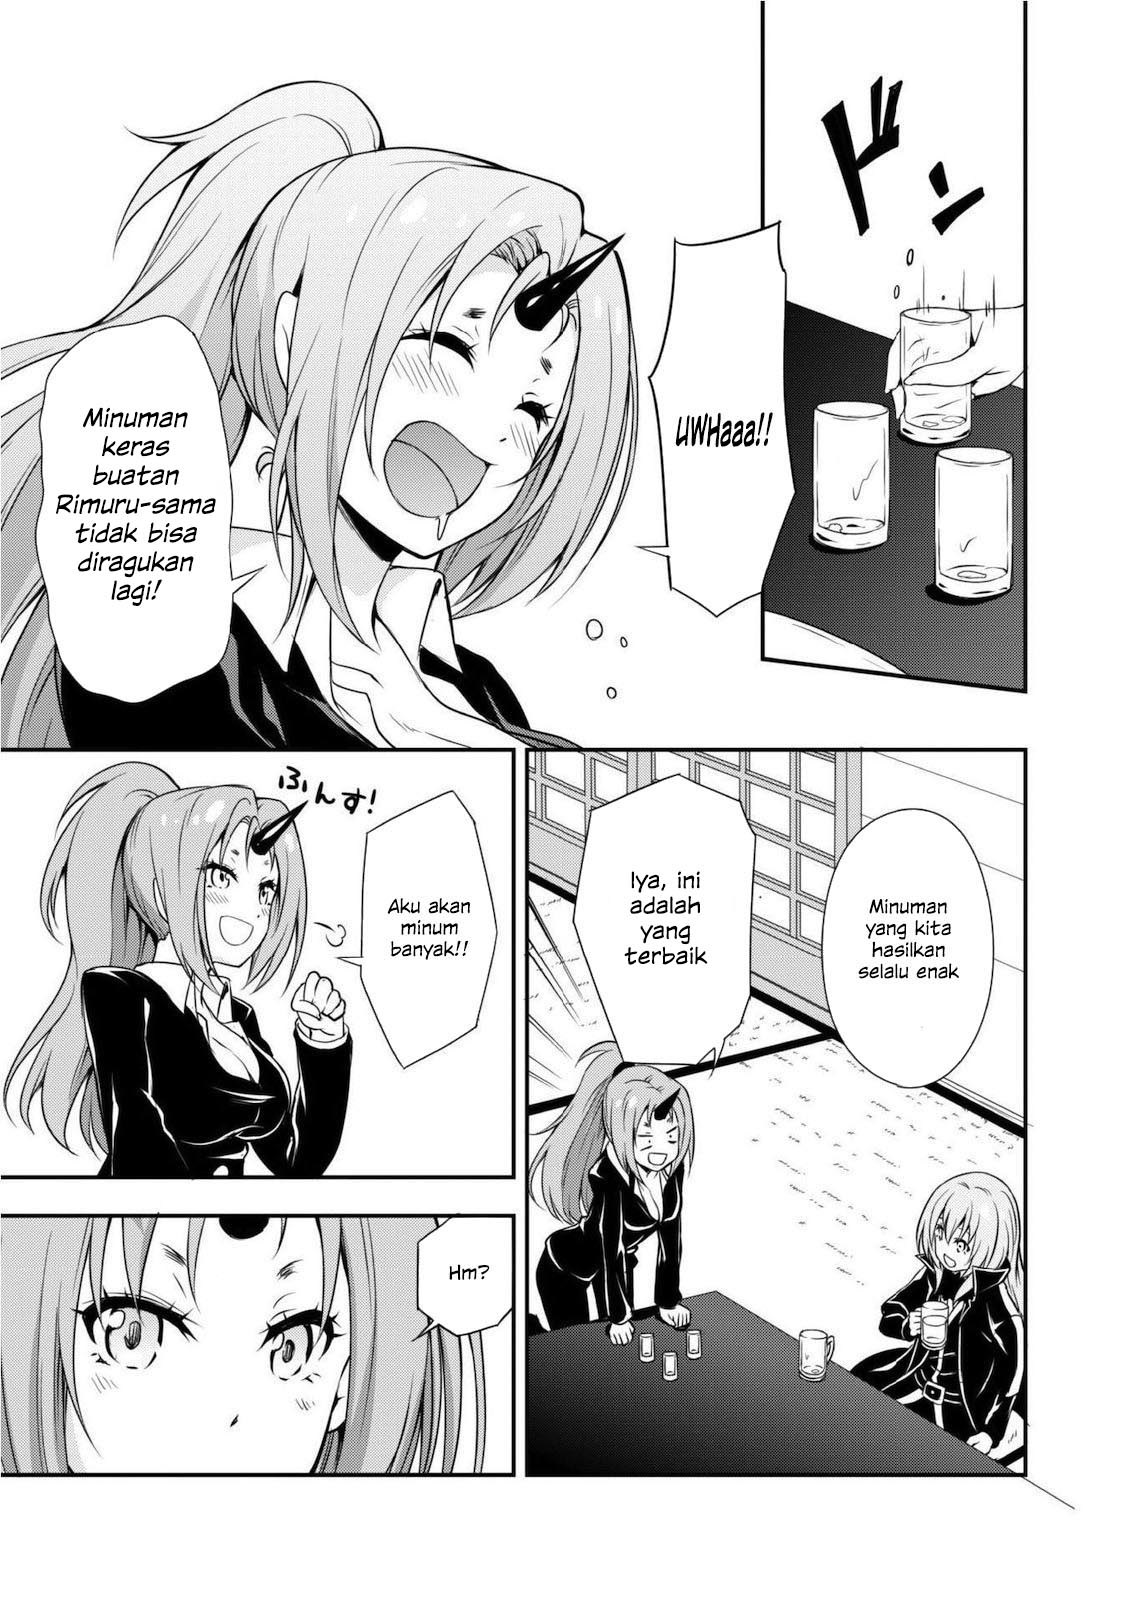 ドン
UWHaaa!!
Minuman
keras
buatan
Rimuru-sama
tidak bisa
diragukan
lagi!
Minuman
yang kita
hasilkan
selalu enak
Iya, ini
adalah
yang
terbaik
Aku akan
minum
banyak!!
ふんす!
Hm?